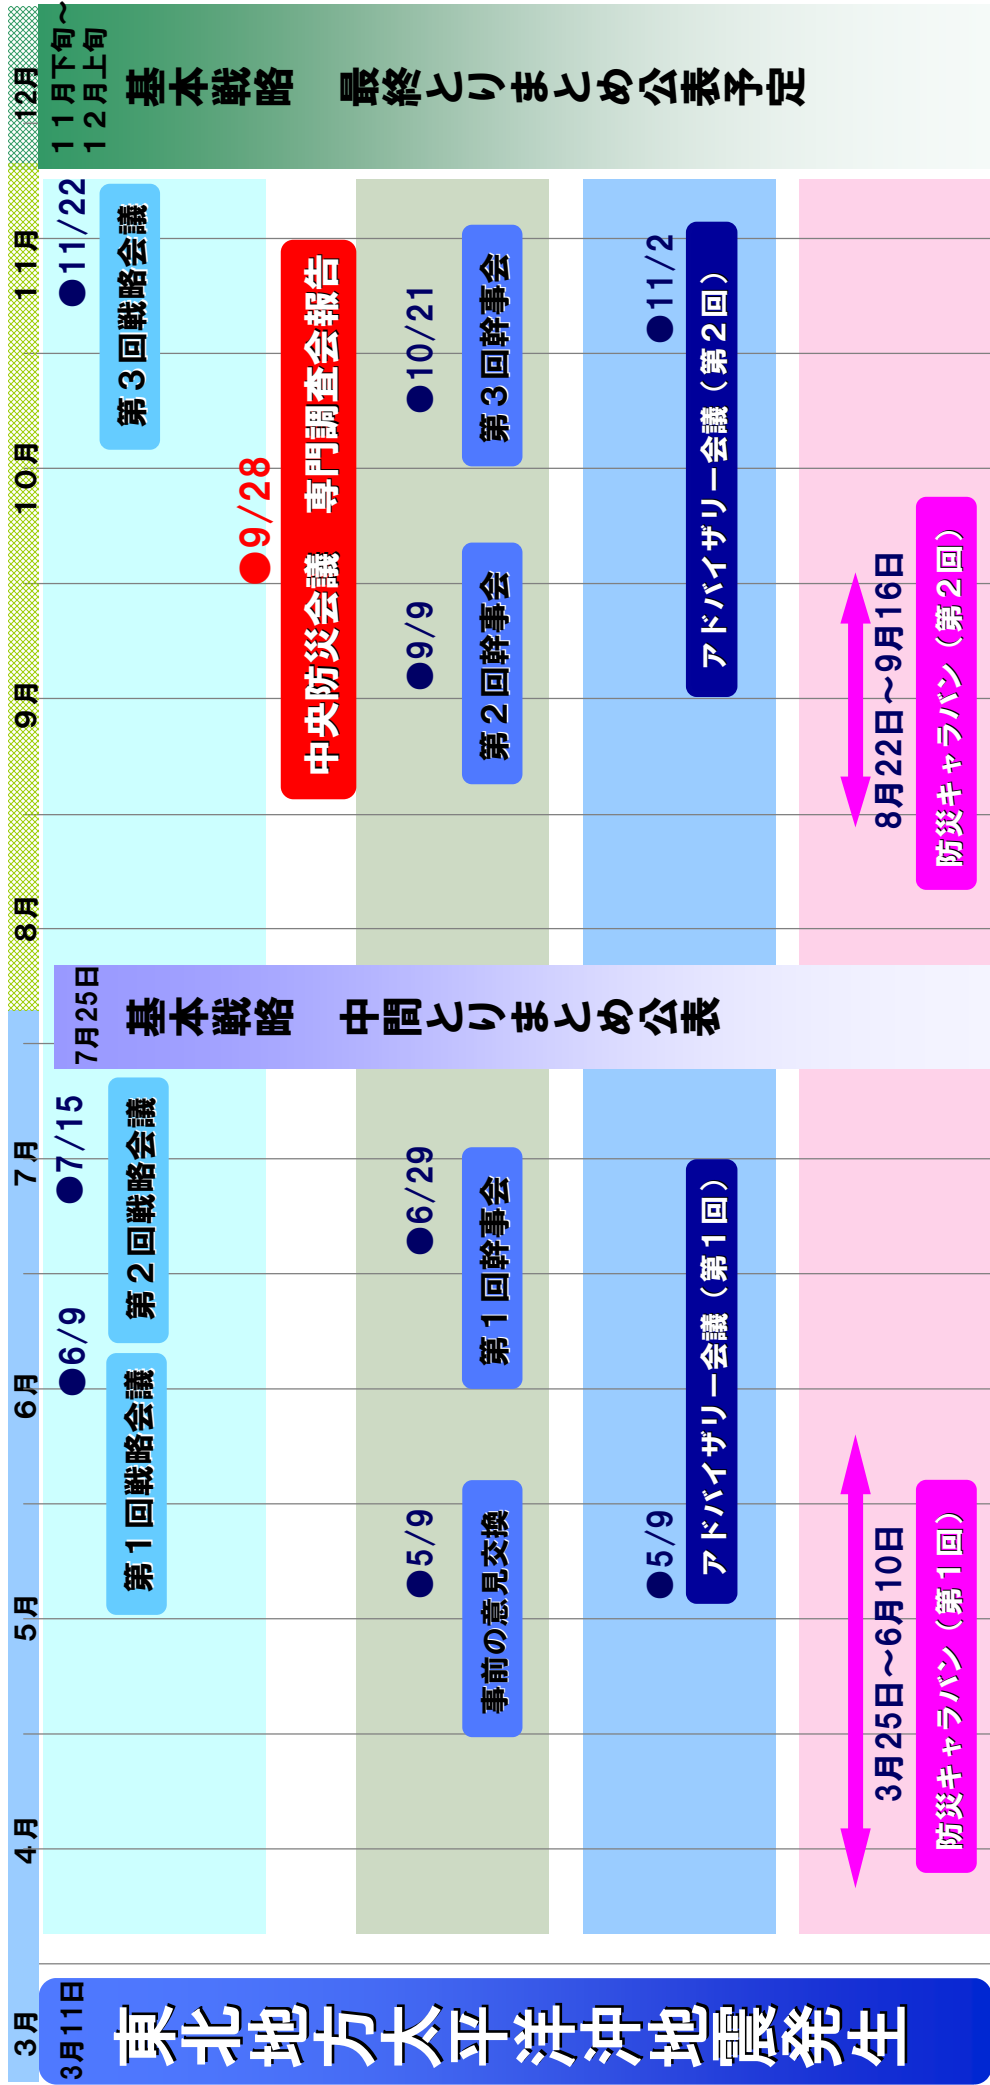 3月
4月
5月
6月
7月
8月
9月
10月
11月
12月
3月11日
東北地方太平洋沖地震発生
●6/9
第1回戦略会議
●7/15
第2回戦略会議
7月25日
基本戦略　中間とりまとめ公表
●11/22
第3回戦略会議
11月下旬～
12月上旬
基本戦略　最終とりまとめ公表予定
●9/28
中央防災会議　専門調査会報告
●5/9
事前の意見交換
●6/29
第1回幹事会
●9/9
第2回幹事会
●10/21
第3回幹事会
●5/9
アドバイザリー会議（第1回）
●11/2
アドバイザリー会議（第2回）
3月25日～6月10日
防災キャラバン（第1回）
8月22日～9月16日
防災キャラバン（第2回）